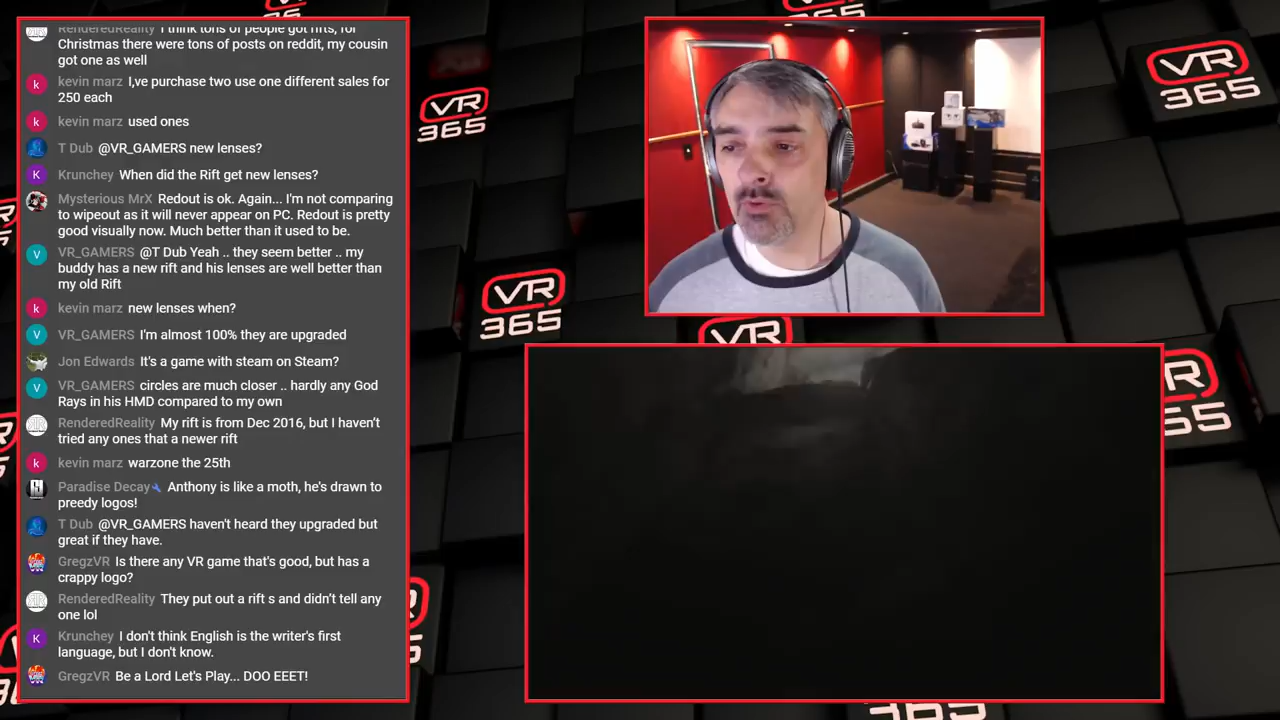 RenderedReality I think tons of people got rifts, for
Christmas there were tons of posts on reddit, my cousin
got one as well
kevin marz I,ve purchase two use one different sales for
250 each
kevin marz used ones
T Dub @VR_GAMERS new lenses?
Krunchey When did the Rift get new lenses?
Mysterious MrX Redout is ok. Again... I'm not comparing
to wipeout as it will never appear on PC. Redout is pretty
good visually now. Much better than it used to be.
VR_GAMERS @T Dub Yeah .. they seem better .. my
buddy has a new rift and his lenses are well better than
my old Rift
kevin marz new lenses when?
VR_GAMERS I'm almost 100% they are upgraded
Jon Edwards It's a game with steam on Steam?
VR_GAMERS circles are much closer .. hardly any God
Rays in his HMD compared to my own
RenderedReality My rift is from Dec 2016, but I haven't
tried any ones that a newer rift
kevin marz warzone the 25th
Paradise Decay Anthony is like a moth, he's drawn to
preedy logos!
T Dub @VR_GAMERS haven't heard they upgraded but
great if they have.
GregzVR Is there any VR game that's good, but has a
crappy logo?
RenderedReality They put out a rift s and didn't tell any
one lol
Krunchey I don't think English is the writer's first
language, but I don't know.
GregzVR Be a Lord Let's Play... DOO EEET!
VR
365
VR
365
VR
365
VR
365